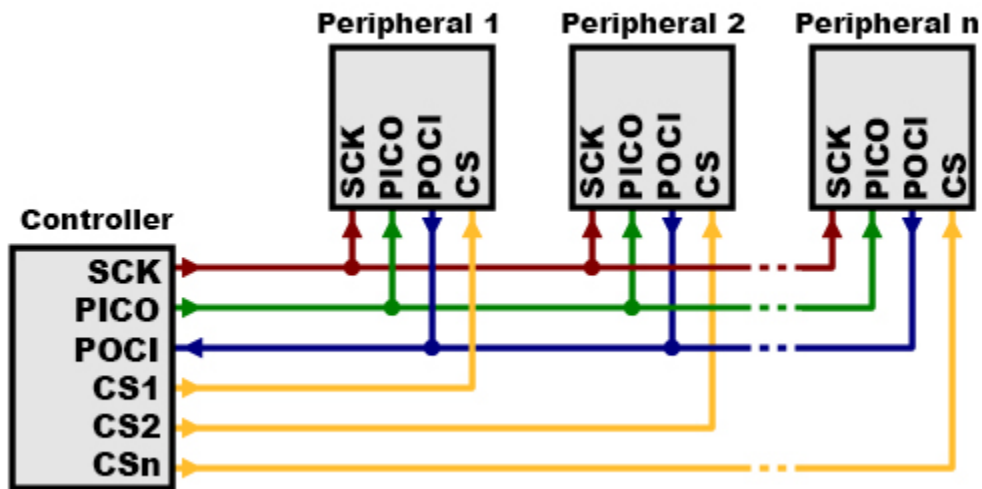 Peripheral 1
Peripheral 2
Peripheral n
SCK
PICO
POCI
CS
SCK
PICO
POCI
CS
SCK
PICO
POCI
CS
Controller
SCK
PICO
POCI
CS1
CS2
CSn